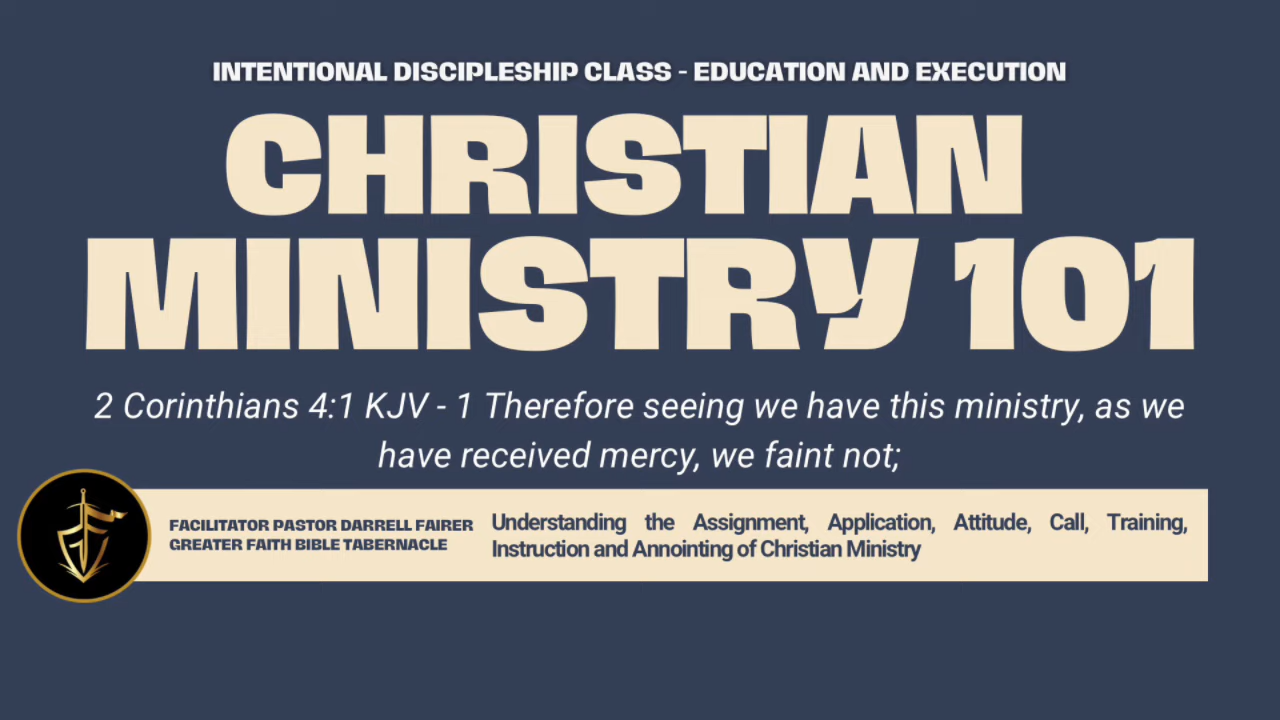 INTENTIONAL DISCIPLESHIP CLASS - EDUCATION AND EXECUTION
CHRISTIAN
MINISTRY 101
2 Corinthians 4:1 KJV - 1 Therefore seeing we have this ministry, as we
have received mercy, we faint not;
FACILITATOR PASTOR DARRELL FAIRER
GREATER FAITH BIBLE TABERNACLE
Understanding the Assignment, Application, Attitude, Call, Training,
Instruction and Annointing of Christian Ministry